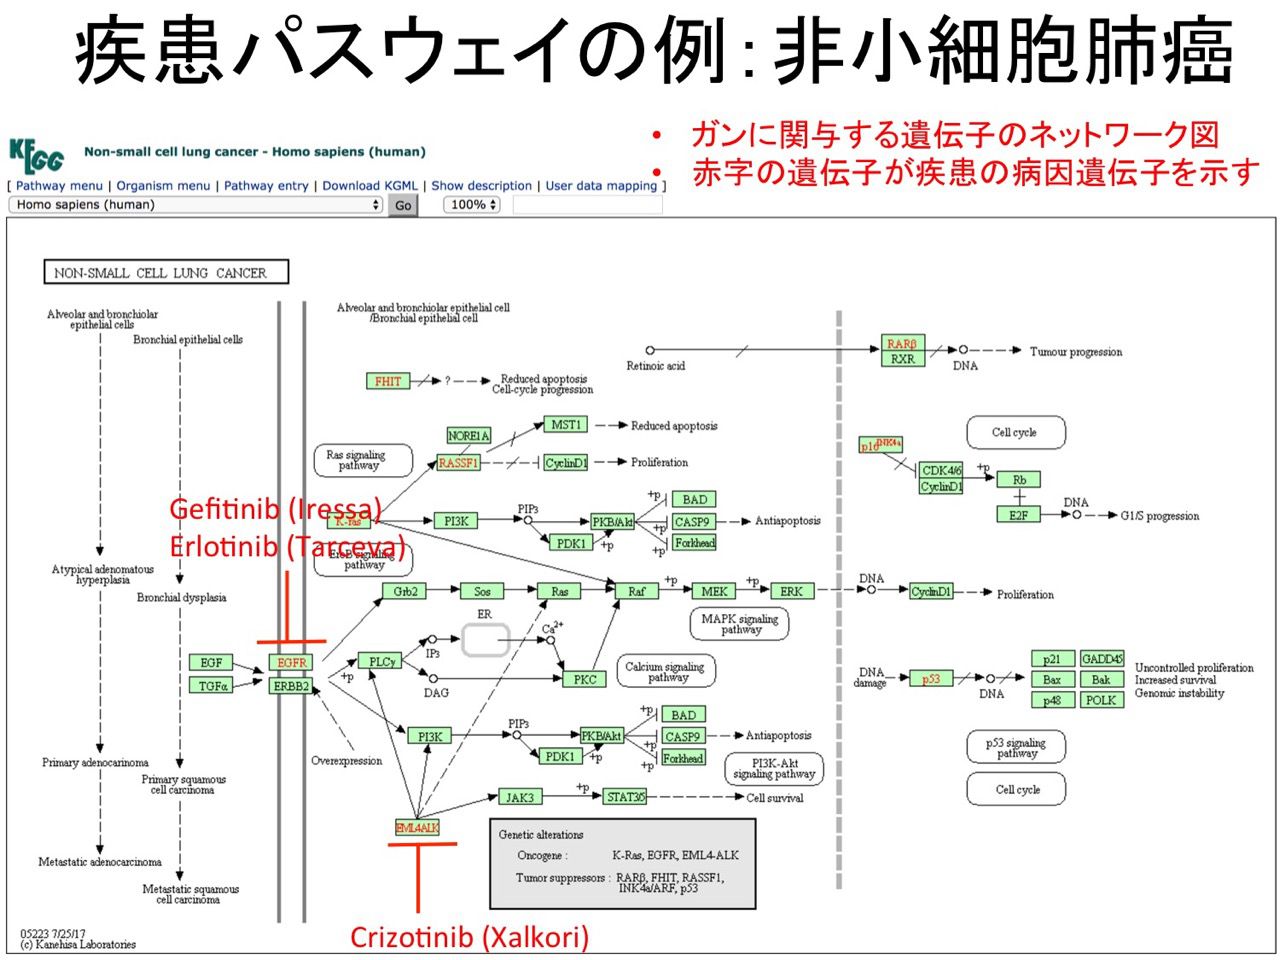 疾患パスウェイの例：非小細胞肺癌
• ガンに関与する遺伝子のネットワーク図
• 赤字の遺伝子が疾患の病因遺伝子を示す
KEGG
Non-small cell lung cancer - Homo sapiens (human)
[ Pathway menu | Organism menu | Pathway entry | Download KGML | Show description | User data mapping ]
Homo sapiens (human) Go 100%
NON-SMALL CELL LUNG CANCER
Alveolar and bronchiolar
epithelial cells
Bronchial epithelial cells
Atypical adenomatous
hyperplasia
Bronchial dysplasia
Primary adenocarinoma
Primary squamous
cell carcinoma
Metastatic adenocarcinoma
Metastatic squamous
cell carcinoma
Alveolar and bronchiolar epithelial cell
/Bronchial epithelial cell
Retinoic acid
RARβ
RXR
DNA
Tumour progression
FHIT
?
Reduced apoptosis
Cell-cycle progression
NORE1A
MST1
Reduced apoptosis
Ras signaling
pathway
RASSF1
CyclinD1
Proliferation
p16INK4a
Cell cycle
CDK4/6
CyclinD1
+p
Rb
E2F
DNA
G1/S progression
Gefitinib (Iressa)
Erlotinib (Tarceva)
K-ras
PI3K
PIP3
PDK1
+p
PKB/Akt
+p
+p
+p
BAD
CASP9
Forkhead
Antiapoptosis
ErbB signaling
pathway
Grb2
Sos
Ras
Raf
+p
MEK
+p
ERK
DNA
CyclinD1
Proliferation
MAPK signaling
pathway
EGF
TGFα
EGFR
ERBB2
+p
PLCγ
IP3
DAG
ER
Ca2+
PKC
Calcium signaling
pathway
DNA
damage
p53
DNA
p21
GADD45
Bax
Bak
p48
POLK
Uncontrolled proliferation
Increased survival
Genomic instability
Overexpression
+p
PI3K
PIP3
PDK1
+p
PKB/Akt
+p
+p
+p
BAD
CASP9
Forkhead
Antiapoptosis
PI3K-Akt
signaling pathway
p53 signaling
pathway
Cell cycle
JAK3
+p
STAT3/5
Cell survival
EML4ALK
Genetic alterations
Oncogene : K-Ras, EGFR, EML4-ALK
Tumor suppressors : RARβ, FHIT, RASSF1,
INK4a/ARF, p53
Crizotinib (Xalkori)
05223 7/25/17
(c) Kanehisa Laboratories